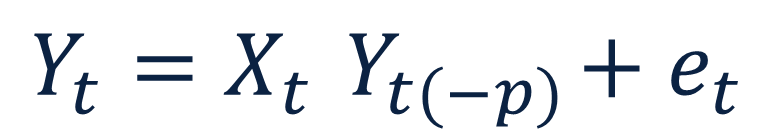 Yₜ = Xₜ Yₜ₍₋ₚ₎ + eₜ